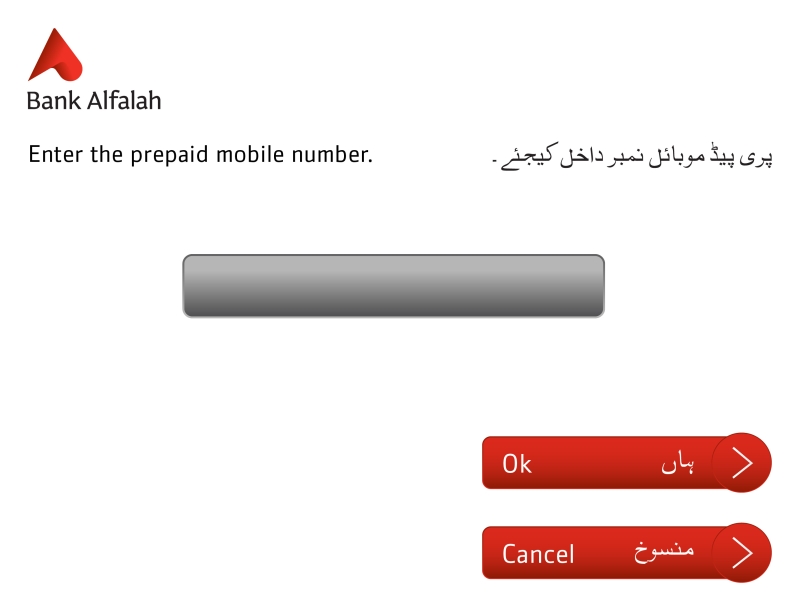 Bank Alfalah
Enter the prepaid mobile number.
پری پیڈ موبائل نمبر داخل کیجئے۔
Ok ہاں
Cancel منسوخ